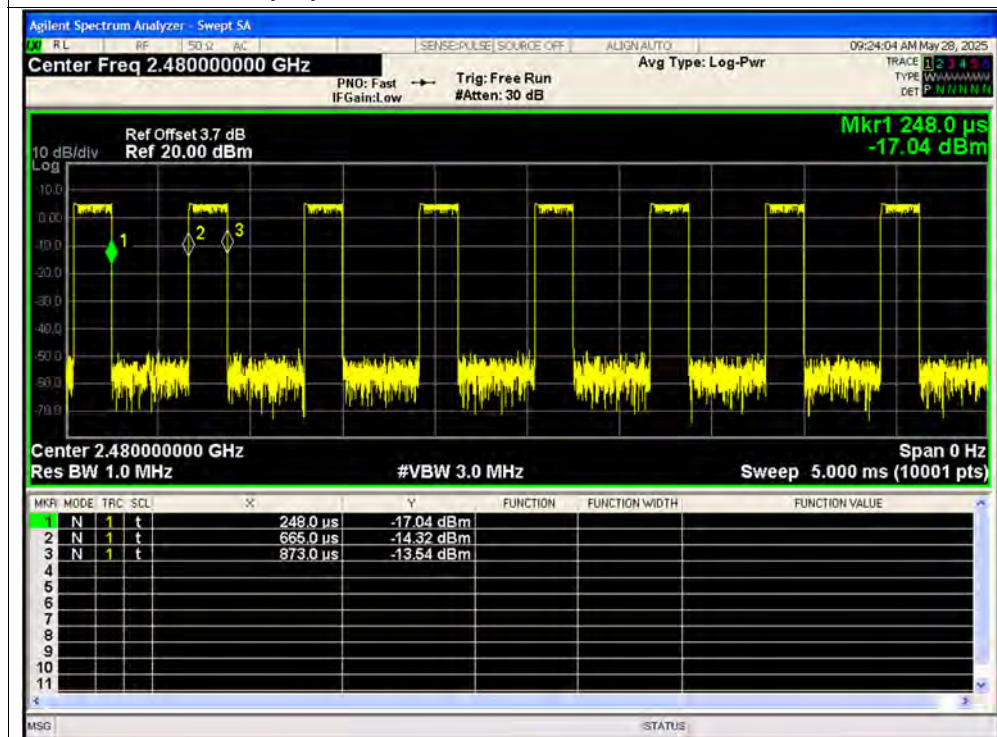 Agilent Spectrum Analyzer - Swept SA
RL RF 50 Ω AC SENSE:PULSE SOURCE OFF ALIGN AUTO 09:24:04 AM May 28, 2025
Center Freq 2.480000000 GHz Avg Type: Log-Pwr TRACE 1 2 3 4 5 6
PNO: Fast Trig: Free Run TYPE WWWWWW
IFGain:Low #Atten: 30 dB DET P N N N N N
Mkr1 248.0 µs
Ref Offset 3.7 dB
10 dB/div Ref 20.00 dBm -17.04 dBm
Log
10.0
0.00
-10.0
-20.0
-30.0
-40.0
-50.0
-60.0
-70.0
1 2 3
Center 2.480000000 GHz Span 0 Hz
Res BW 1.0 MHz #VBW 3.0 MHz Sweep 5.000 ms (10001 pts)
MKR MODE TRC SCL X Y FUNCTION FUNCTION WIDTH FUNCTION VALUE
1 N 1 t 248.0 µs -17.04 dBm
2 N 1 t 665.0 µs -14.32 dBm
3 N 1 t 873.0 µs -13.54 dBm
4
5
6
7
8
9
10
11
MSG STATUS